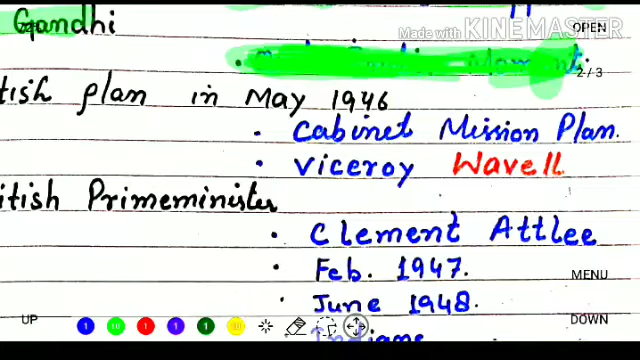 Gandhi
OPEN
Made with KINEMASTER
2/3
tish plan in May 1946
• Cabinet Mission Plan.
• Viceroy Wavell
itish Primeminister
• Clement Attlee
• Feb. 1947.
MENU
• June 1948.
UP
DOWN
Indians